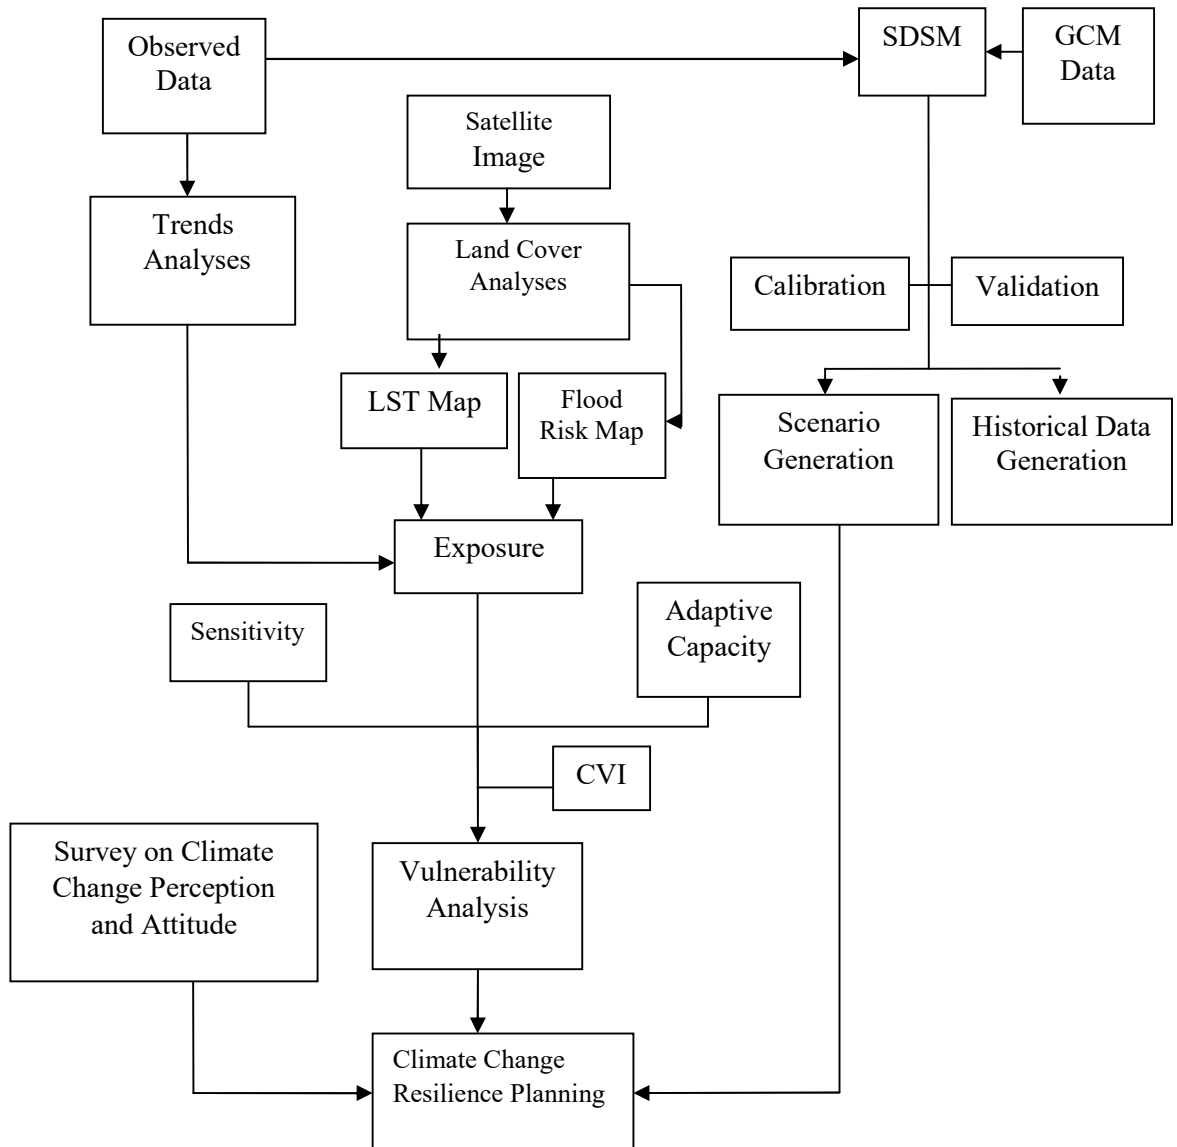 Observed
Data
SDSM
GCM
Data
Satellite
Image
Trends
Analyses
Land Cover
Analyses
Calibration
Validation
LST Map
Flood
Risk Map
Scenario
Generation
Historical Data
Generation
Exposure
Sensitivity
Adaptive
Capacity
CVI
Survey on Climate
Change Perception
and Attitude
Vulnerability
Analysis
Climate Change
Resilience Planning